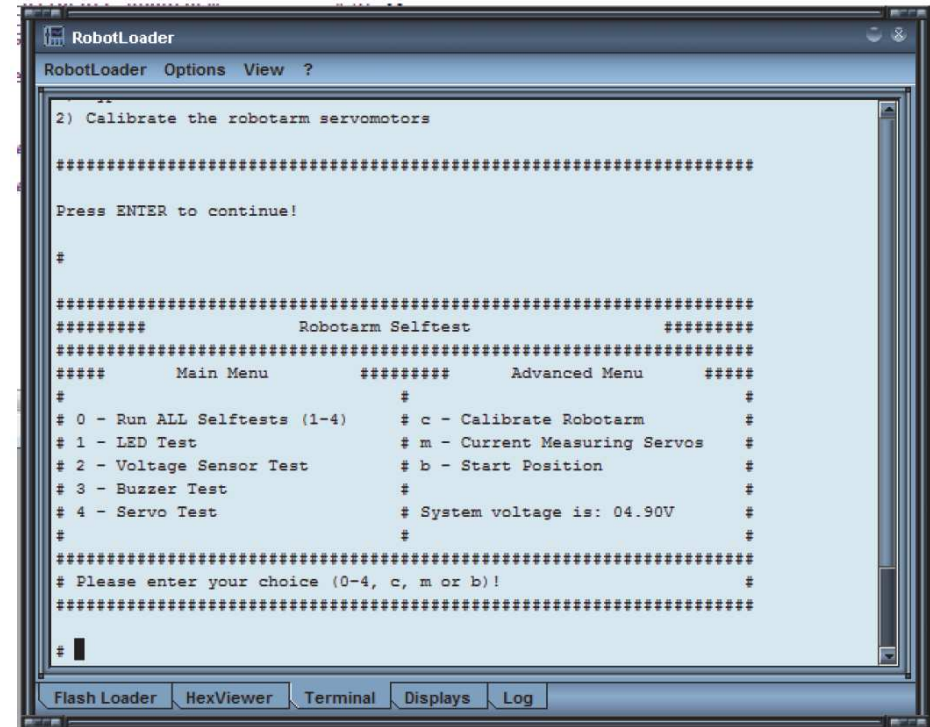 RobotLoader
RobotLoader Options View ?
2) Calibrate the robotarm servomotors
#####################################################################
Press ENTER to continue!
#
#####################################################################
######### Robotarm Selftest #########
#####################################################################
##### Main Menu ######### Advanced Menu #####
# # #
# 0 - Run ALL Selftests (1-4) # c - Calibrate Robotarm #
# 1 - LED Test # m - Current Measuring Servos #
# 2 - Voltage Sensor Test # b - Start Position #
# 3 - Buzzer Test # #
# 4 - Servo Test # System voltage is: 04.90V #
# # #
#####################################################################
# Please enter your choice (0-4, c, m or b)! #
#####################################################################
#
Flash Loader HexViewer Terminal Displays Log